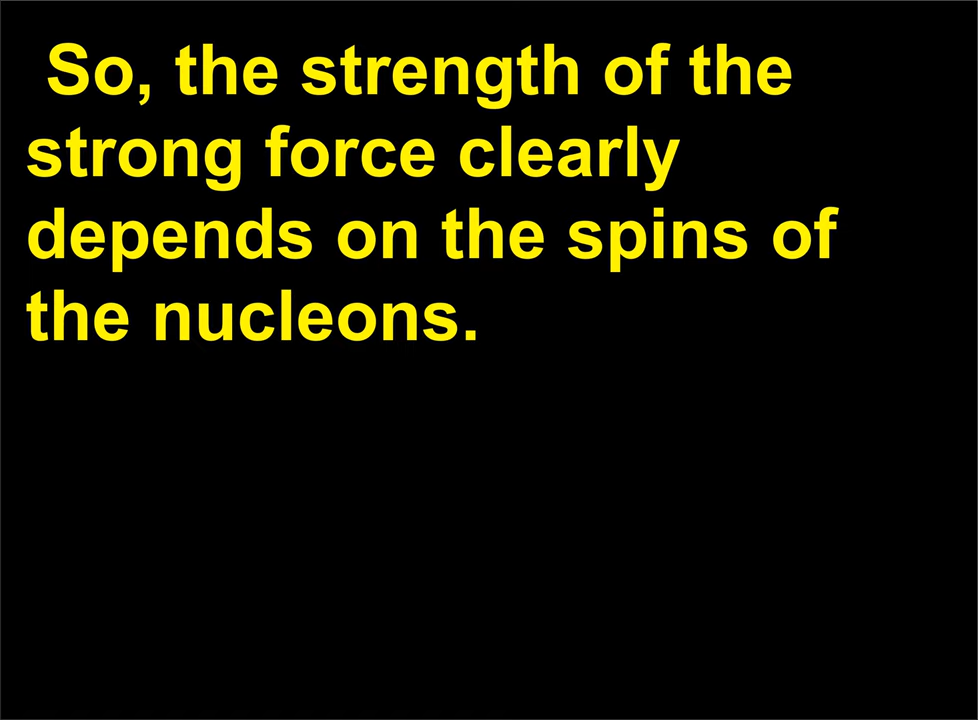 So, the strength of the
strong force clearly
depends on the spins of
the nucleons.